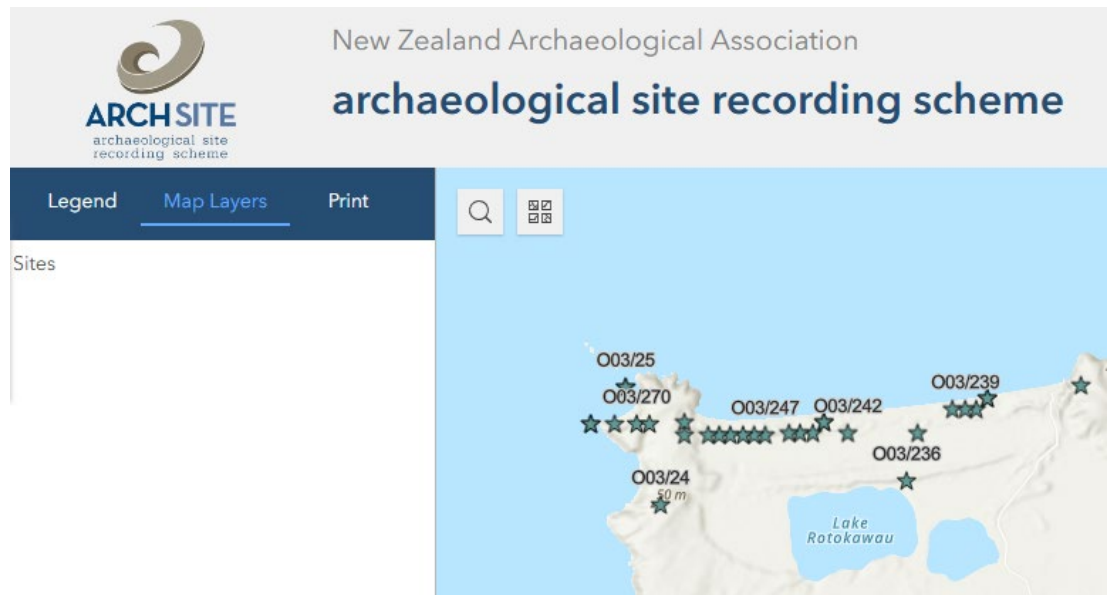 New Zealand Archaeological Association
archaeological site recording scheme
ARCHSITE
archaeological site
recording scheme
Legend Map Layers Print
Sites
O03/25
O03/270
O03/239
O03/247 O03/242
O03/236
O03/24
50 m
Lake
Rotokawau